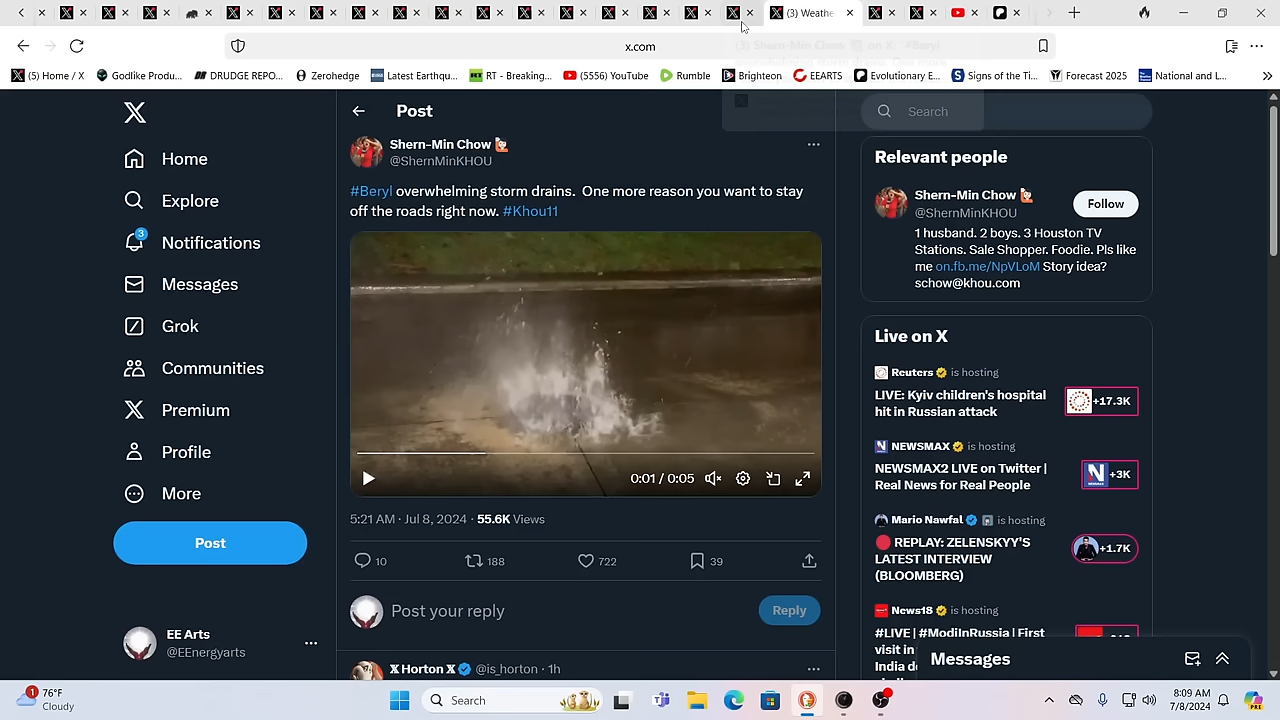 (3) Weathe
x.com
(5) Home / X
Godlike Produ...
DRUDGE REPO...
Zerohedge
Latest Earthqu...
RT - Breaking...
(5556) YouTube
Rumble
Brighteon
EEARTS
Evolutionary E...
Signs of the Ti...
Forecast 2025
National and L...
Post
Search
Home
Explore
3
Notifications
Messages
Grok
Communities
Premium
Profile
More
Post
EE Arts
@EEnergyarts
Shern-Min Chow
@ShernMinKHOU
#Beryl overwhelming storm drains. One more reason you want to stay
off the roads right now. #Khou11
0:01 / 0:05
5:21 AM · Jul 8, 2024 · 55.6K Views
10
188
722
39
Post your reply
Reply
X Horton X @is_horton · 1h
Relevant people
Shern-Min Chow
@ShernMinKHOU
Follow
1 husband. 2 boys. 3 Houston TV
Stations. Sale Shopper. Foodie. Pls like
me on.fb.me/NpVLoM Story idea?
schow@khou.com
Live on X
Reuters is hosting
LIVE: Kyiv children's hospital
hit in Russian attack
+17.3K
NEWSMAX is hosting
NEWSMAX2 LIVE on Twitter |
Real News for Real People
+3K
Mario Nawfal is hosting
REPLAY: ZELENSKYY'S
LATEST INTERVIEW
(BLOOMBERG)
+1.7K
News18 is hosting
#LIVE | #ModiInRussia | First
visit in
India de
Messages
1
76°F
Cloudy
Search
8:09 AM
7/8/2024